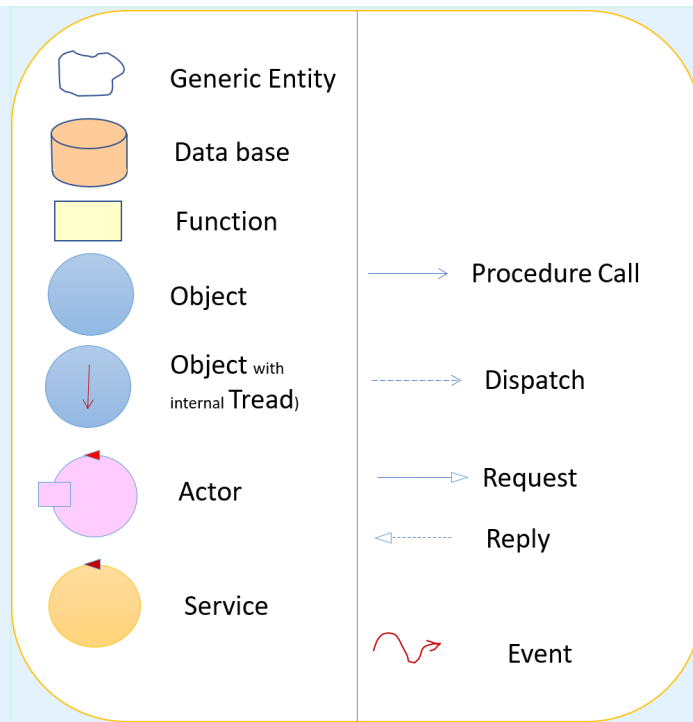 Generic Entity
Data base
Function
Object
Object with
internal Tread)
Actor
Service
Procedure Call
Dispatch
Request
Reply
Event